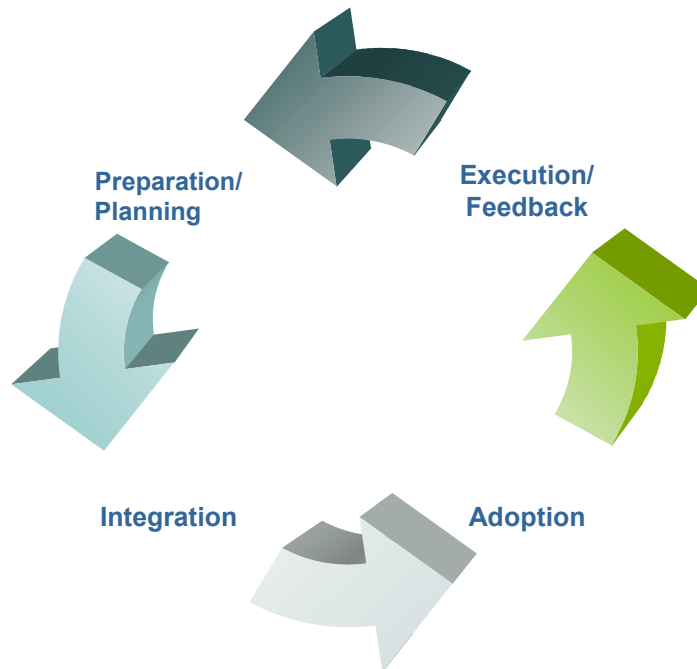 Preparation/
Planning
Execution/
Feedback
Integration
Adoption